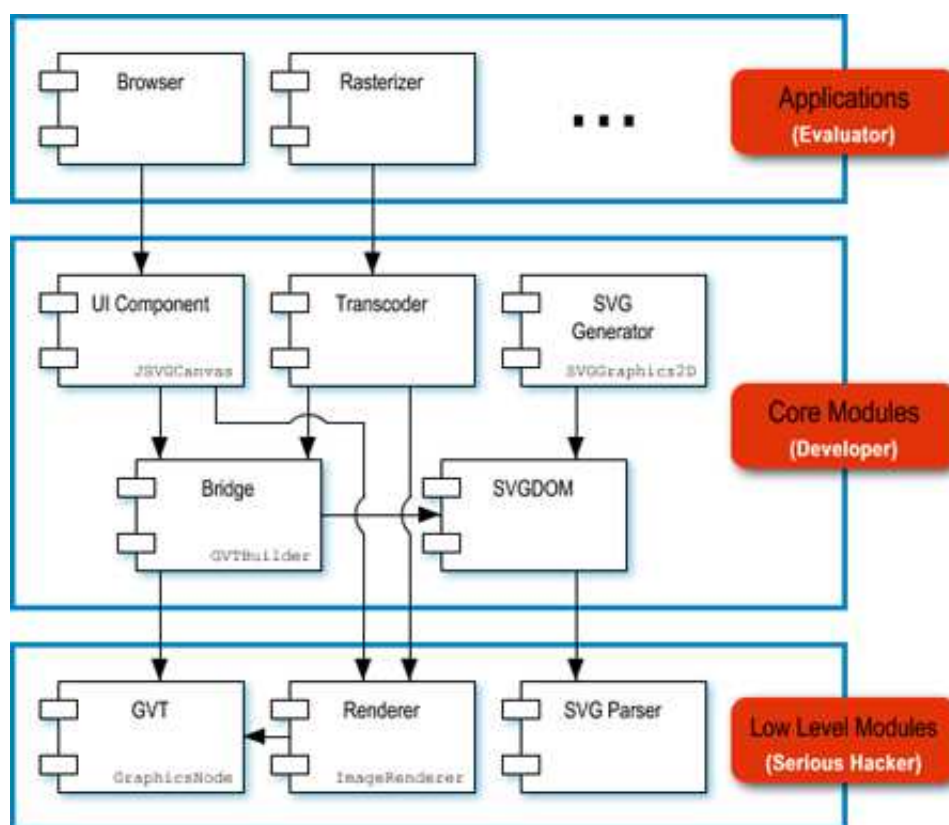 Browser
Rasterizer
...
Applications
(Evaluator)
UI Component
JSVGCanvas
Transcoder
SVG
Generator
SVGGraphics2D
Core Modules
(Developer)
Bridge
GVTBuilder
SVGDOM
GVT
GraphicsNode
Renderer
ImageRenderer
SVG Parser
Low Level Modules
(Serious Hacker)